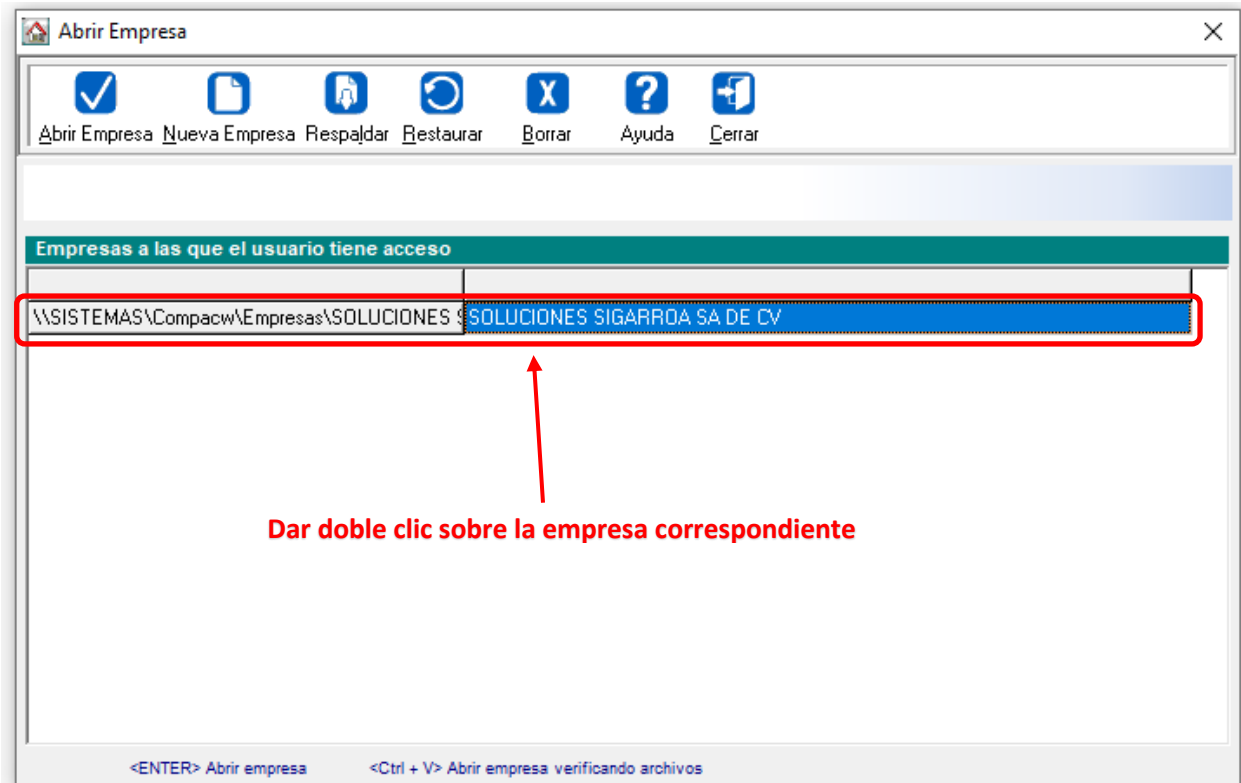 Abrir Empresa
Abrir Empresa Nueva Empresa Respaldar Restaurar Borrar Ayuda Cerrar
Empresas a las que el usuario tiene acceso
\\SISTEMAS\Compacw\Empresas\SOLUCIONES S SOLUCIONES SIGARROA SA DE CV
Dar doble clic sobre la empresa correspondiente
<ENTER> Abrir empresa <Ctrl + V> Abrir empresa verificando archivos